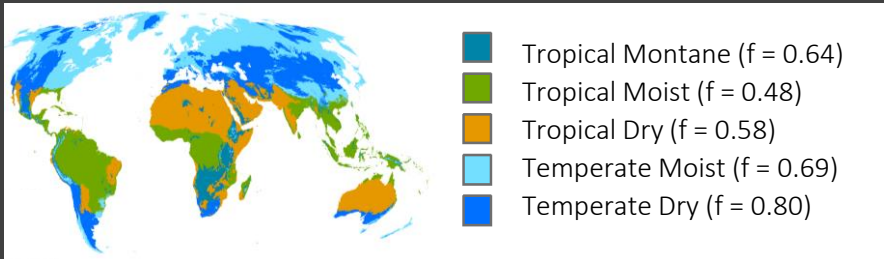 Tropical Montane (f = 0.64)
Tropical Moist (f = 0.48)
Tropical Dry (f = 0.58)
Temperate Moist (f = 0.69)
Temperate Dry (f = 0.80)